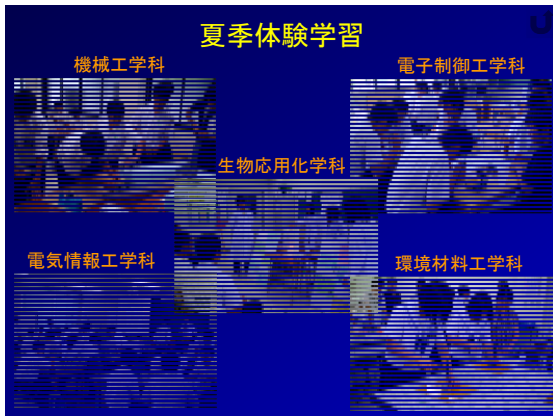 夏季体験学習
機械工学科
電子制御工学科
生物応用化学科
電気情報工学科
環境材料工学科